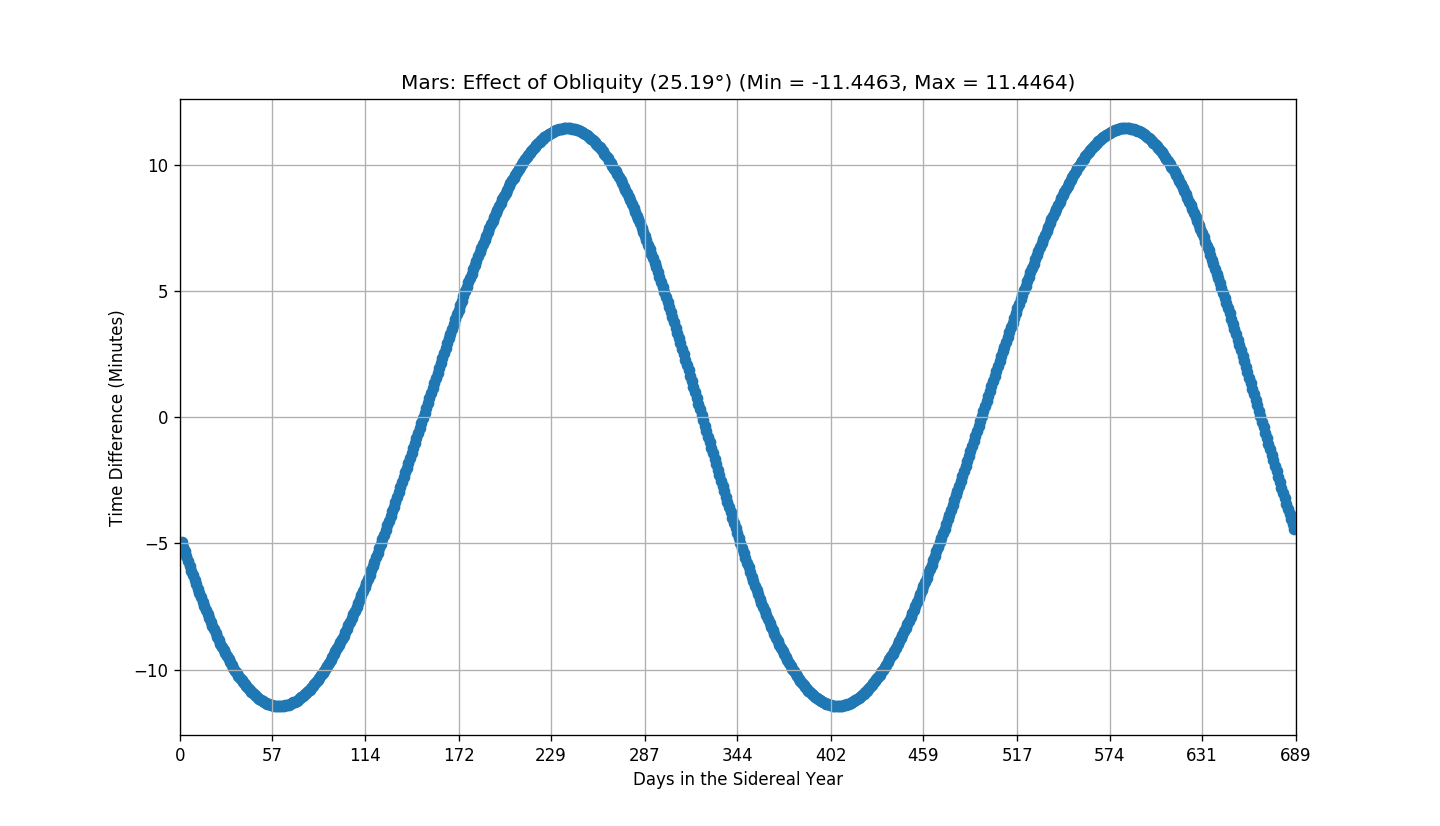 Mars: Effect of Obliquity (25.19°) (Min = -11.4463, Max = 11.4464)
10
5
0
−5
−10
Time Difference (Minutes)
0 57 114 172 229 287 344 402 459 517 574 631 689
Days in the Sidereal Year